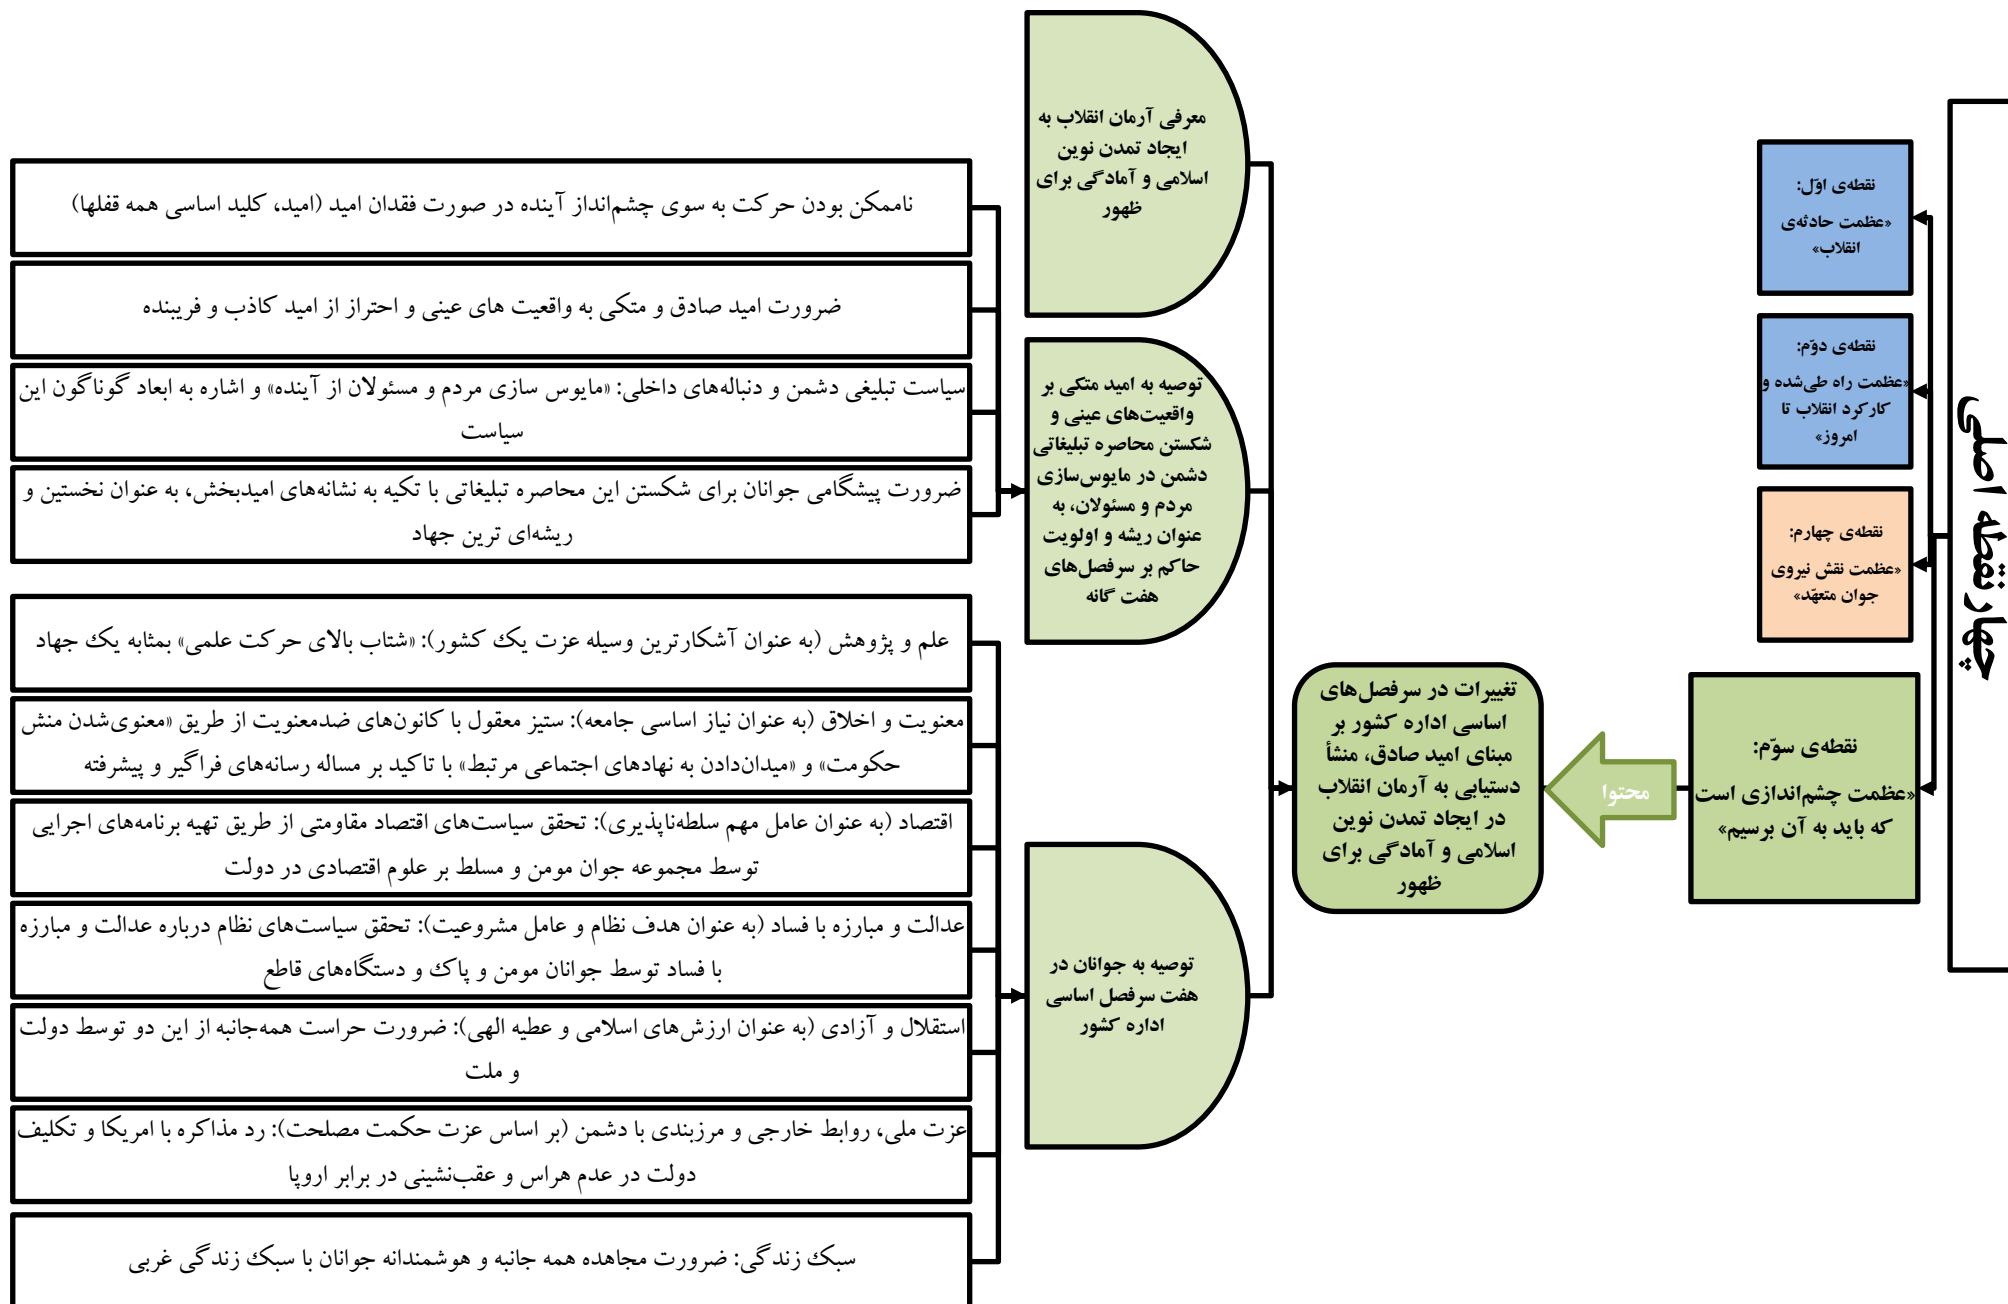 چهارنقطه اصلی
نقطه‌ی اوّل:
«عظمت حادثه‌ی
انقلاب»
نقطه‌ی دوّم:
«عظمت راه طی‌شده و
کارکرد انقلاب تا
امروز»
نقطه‌ی چهارم:
«عظمت نقش نیروی
جوان متعهّد»
نقطه‌ی سوّم:
«عظمت چشم‌اندازی است
که باید به آن برسیم»
محتوا
تغییرات در سرفصل‌های
اساسی اداره کشور بر
مبنای امید صادق، منشأ
دستیابی به آرمان انقلاب
در ایجاد تمدن نوین
اسلامی و آمادگی برای
ظهور
معرفی آرمان انقلاب به
ایجاد تمدن نوین
اسلامی و آمادگی برای
ظهور
توصیه به امید متکی بر
واقعیت‌های عینی و
شکستن محاصره تبلیغاتی
دشمن در مایوس‌سازی
مردم و مسئولان، به
عنوان ریشه و اولویت
حاکم بر سرفصل‌های
هفت گانه
ناممکن بودن حرکت به سوی چشم‌انداز آینده در صورت فقدان امید (امید، کلید اساسی همه قفلها)
ضرورت امید صادق و متکی به واقعیت های عینی و احتراز از امید کاذب و فریبنده
سیاست تبلیغی دشمن و دنباله‌های داخلی: «مایوس سازی مردم و مسئولان از آینده» و اشاره به ابعاد گوناگون این
سیاست
ضرورت پیشگامی جوانان برای شکستن این محاصره تبلیغاتی با تکیه به نشانه‌های امیدبخش، به عنوان نخستین و
ریشه‌ای ترین جهاد
توصیه به جوانان در
هفت سرفصل اساسی
اداره کشور
علم و پژوهش (به عنوان آشکارترین وسیله عزت یک کشور): «شتاب بالای حرکت علمی» بمثابه یک جهاد
معنویت و اخلاق (به عنوان نیاز اساسی جامعه): ستیز معقول با کانون‌های ضدمعنویت از طریق «معنوی‌شدن منش
حکومت» و «میدان‌دادن به نهادهای اجتماعی مرتبط» با تاکید بر مساله رسانه‌های فراگیر و پیشرفته
اقتصاد (به عنوان عامل مهم سلطه‌ناپذیری): تحقق سیاست‌های اقتصاد مقاومتی از طریق تهیه برنامه‌های اجرایی
توسط مجموعه جوان مومن و مسلط بر علوم اقتصادی در دولت
عدالت و مبارزه با فساد (به عنوان هدف نظام و عامل مشروعیت): تحقق سیاست‌های نظام درباره عدالت و مبارزه
با فساد توسط جوانان مومن و پاک و دستگاه‌های قاطع
استقلال و آزادی (به عنوان ارزش‌های اسلامی و عطیه الهی): ضرورت حراست همه‌جانبه از این دو توسط دولت
و ملت
عزت ملی، روابط خارجی و مرزبندی با دشمن (بر اساس عزت حکمت مصلحت): رد مذاکره با امریکا و تکلیف
دولت در عدم هراس و عقب‌نشینی در برابر اروپا
سبک زندگی: ضرورت مجاهده همه جانبه و هوشمندانه جوانان با سبک زندگی غربی